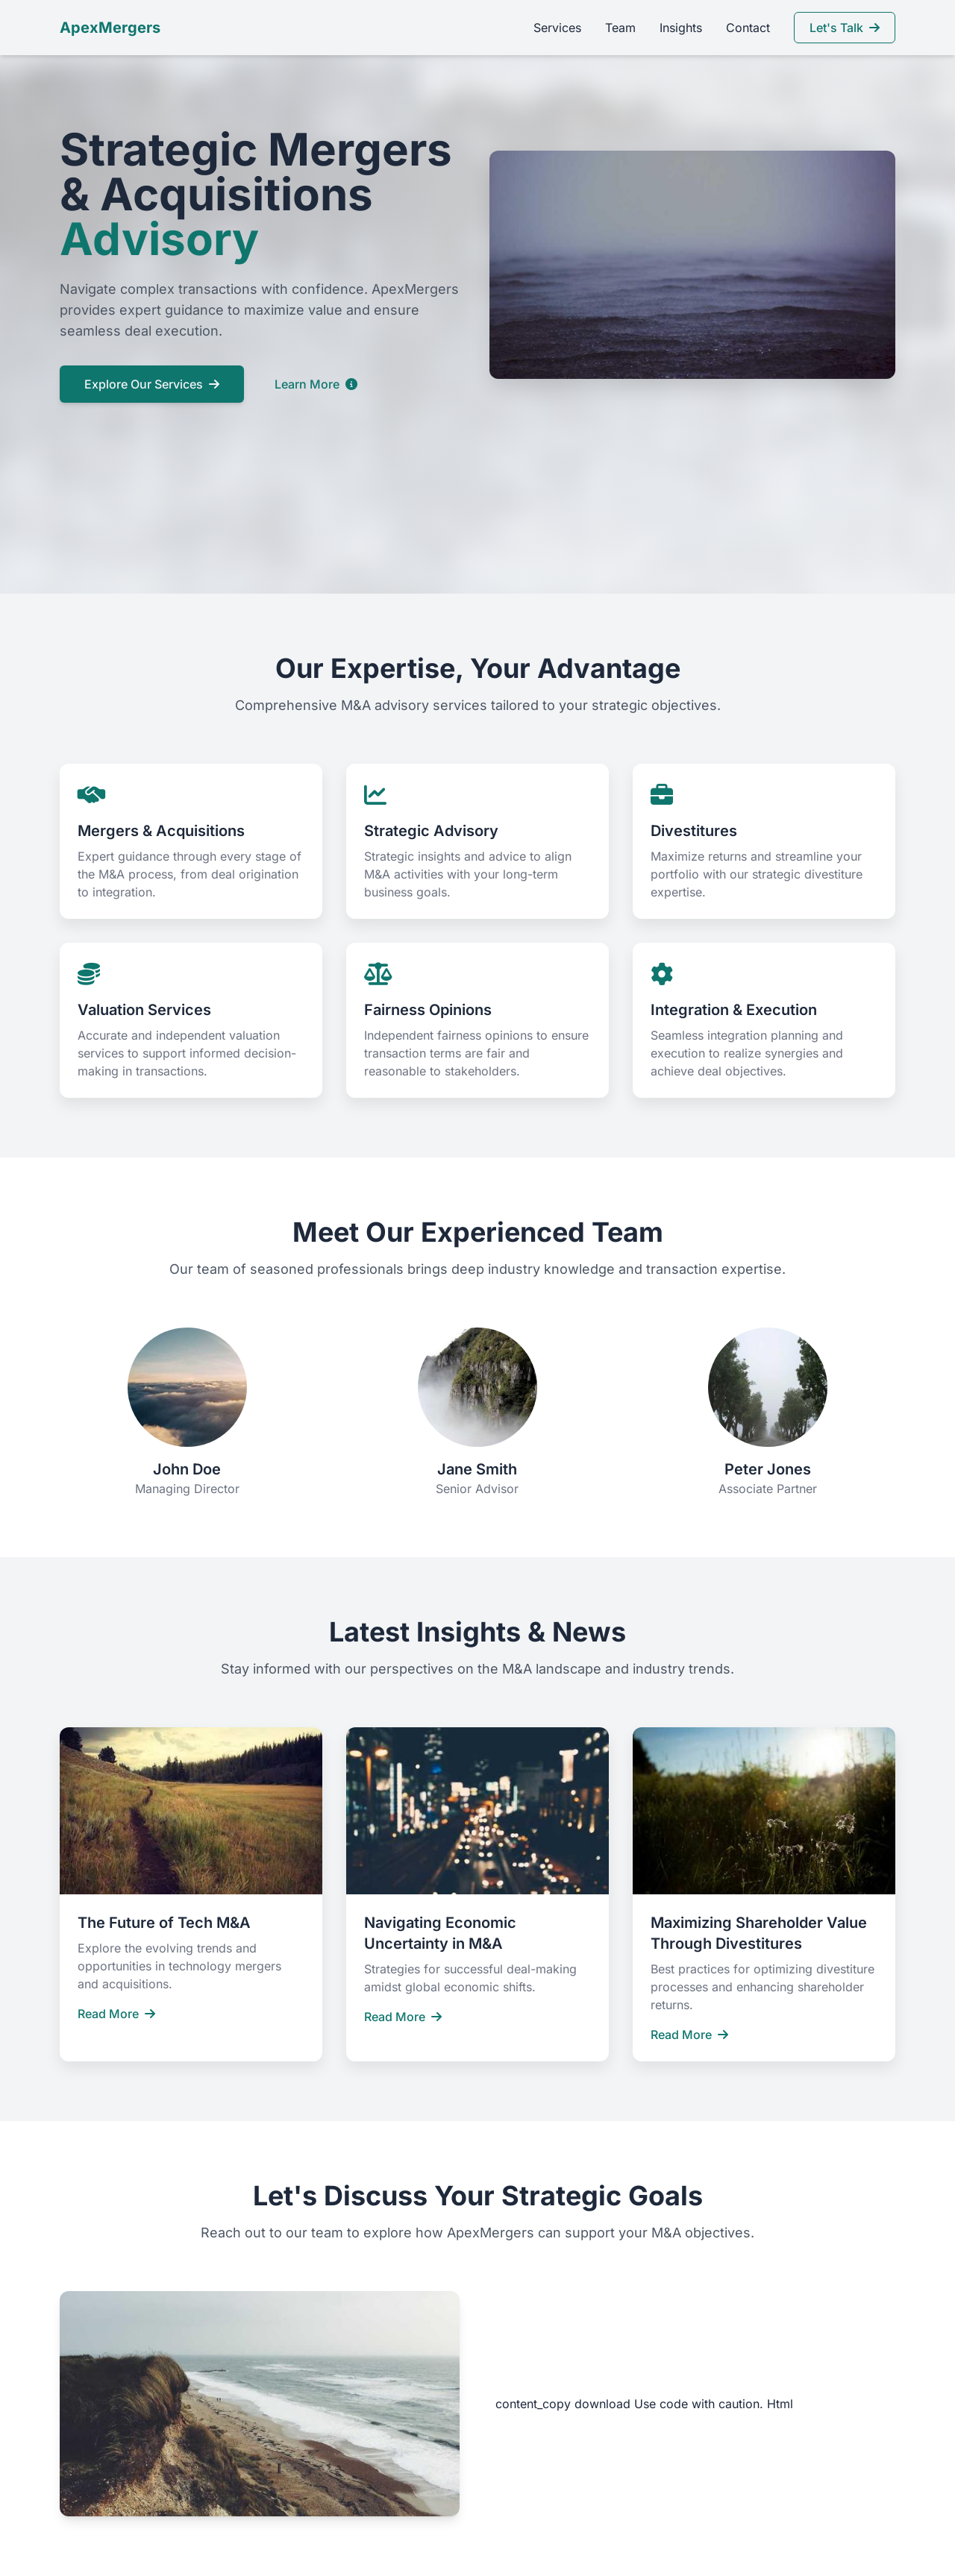 ApexMergers
Services Team Insights Contact Let's Talk
Strategic Mergers
& Acquisitions
Advisory
Navigate complex transactions with confidence. ApexMergers
provides expert guidance to maximize value and ensure
seamless deal execution.
Explore Our Services
Learn More
Our Expertise, Your Advantage
Comprehensive M&A advisory services tailored to your strategic objectives.
Mergers & Acquisitions
Expert guidance through every stage of
the M&A process, from deal origination
to integration.
Strategic Advisory
Strategic insights and advice to align
M&A activities with your long-term
business goals.
Divestitures
Maximize returns and streamline your
portfolio with our strategic divestiture
expertise.
Valuation Services
Accurate and independent valuation
services to support informed decision-
making in transactions.
Fairness Opinions
Independent fairness opinions to ensure
transaction terms are fair and
reasonable to stakeholders.
Integration & Execution
Seamless integration planning and
execution to realize synergies and
achieve deal objectives.
Meet Our Experienced Team
Our team of seasoned professionals brings deep industry knowledge and transaction expertise.
John Doe
Managing Director
Jane Smith
Senior Advisor
Peter Jones
Associate Partner
Latest Insights & News
Stay informed with our perspectives on the M&A landscape and industry trends.
The Future of Tech M&A
Explore the evolving trends and
opportunities in technology mergers
and acquisitions.
Read More
Navigating Economic
Uncertainty in M&A
Strategies for successful deal-making
amidst global economic shifts.
Read More
Maximizing Shareholder Value
Through Divestitures
Best practices for optimizing divestiture
processes and enhancing shareholder
returns.
Read More
Let's Discuss Your Strategic Goals
Reach out to our team to explore how ApexMergers can support your M&A objectives.
content_copy download Use code with caution. Html